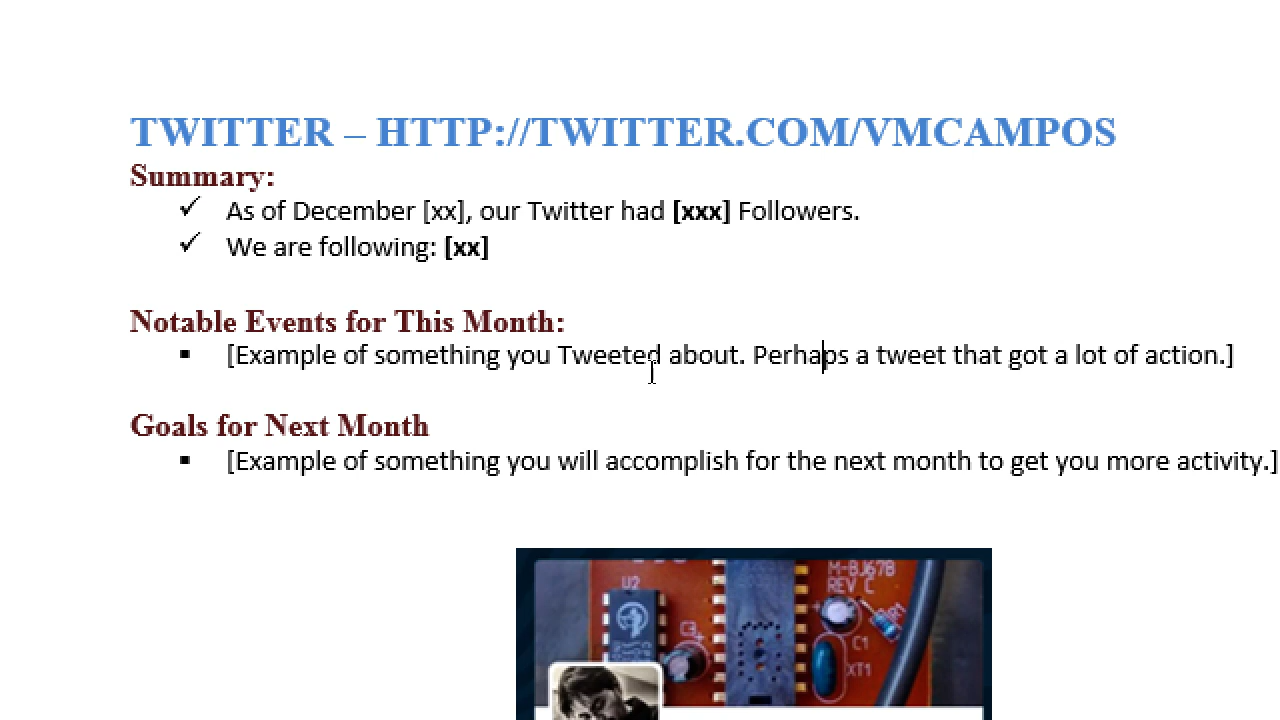 TWITTER – HTTP://TWITTER.COM/VMCAMPOS
Summary:
As of December [xx], our Twitter had [xxx] Followers.
We are following: [xx]
Notable Events for This Month:
[Example of something you Tweeted about. Perhaps a tweet that got a lot of action.]
Goals for Next Month
[Example of something you will accomplish for the next month to get you more activity.]
M-BJ67B
REV C
U2
C3
R1
C1
XT1